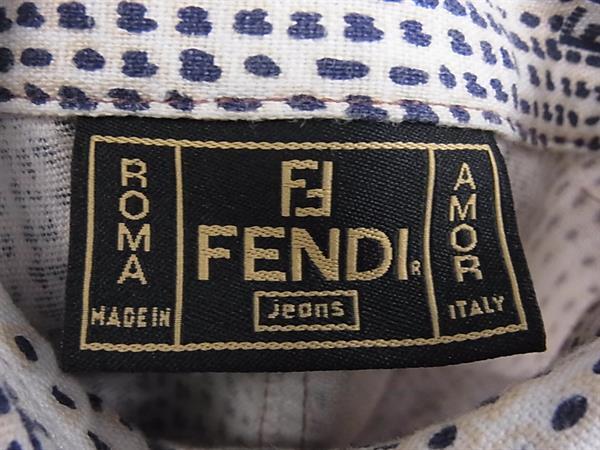 ROMA
MADE IN
FF
FENDI®
jeans
AMOR
ITALY